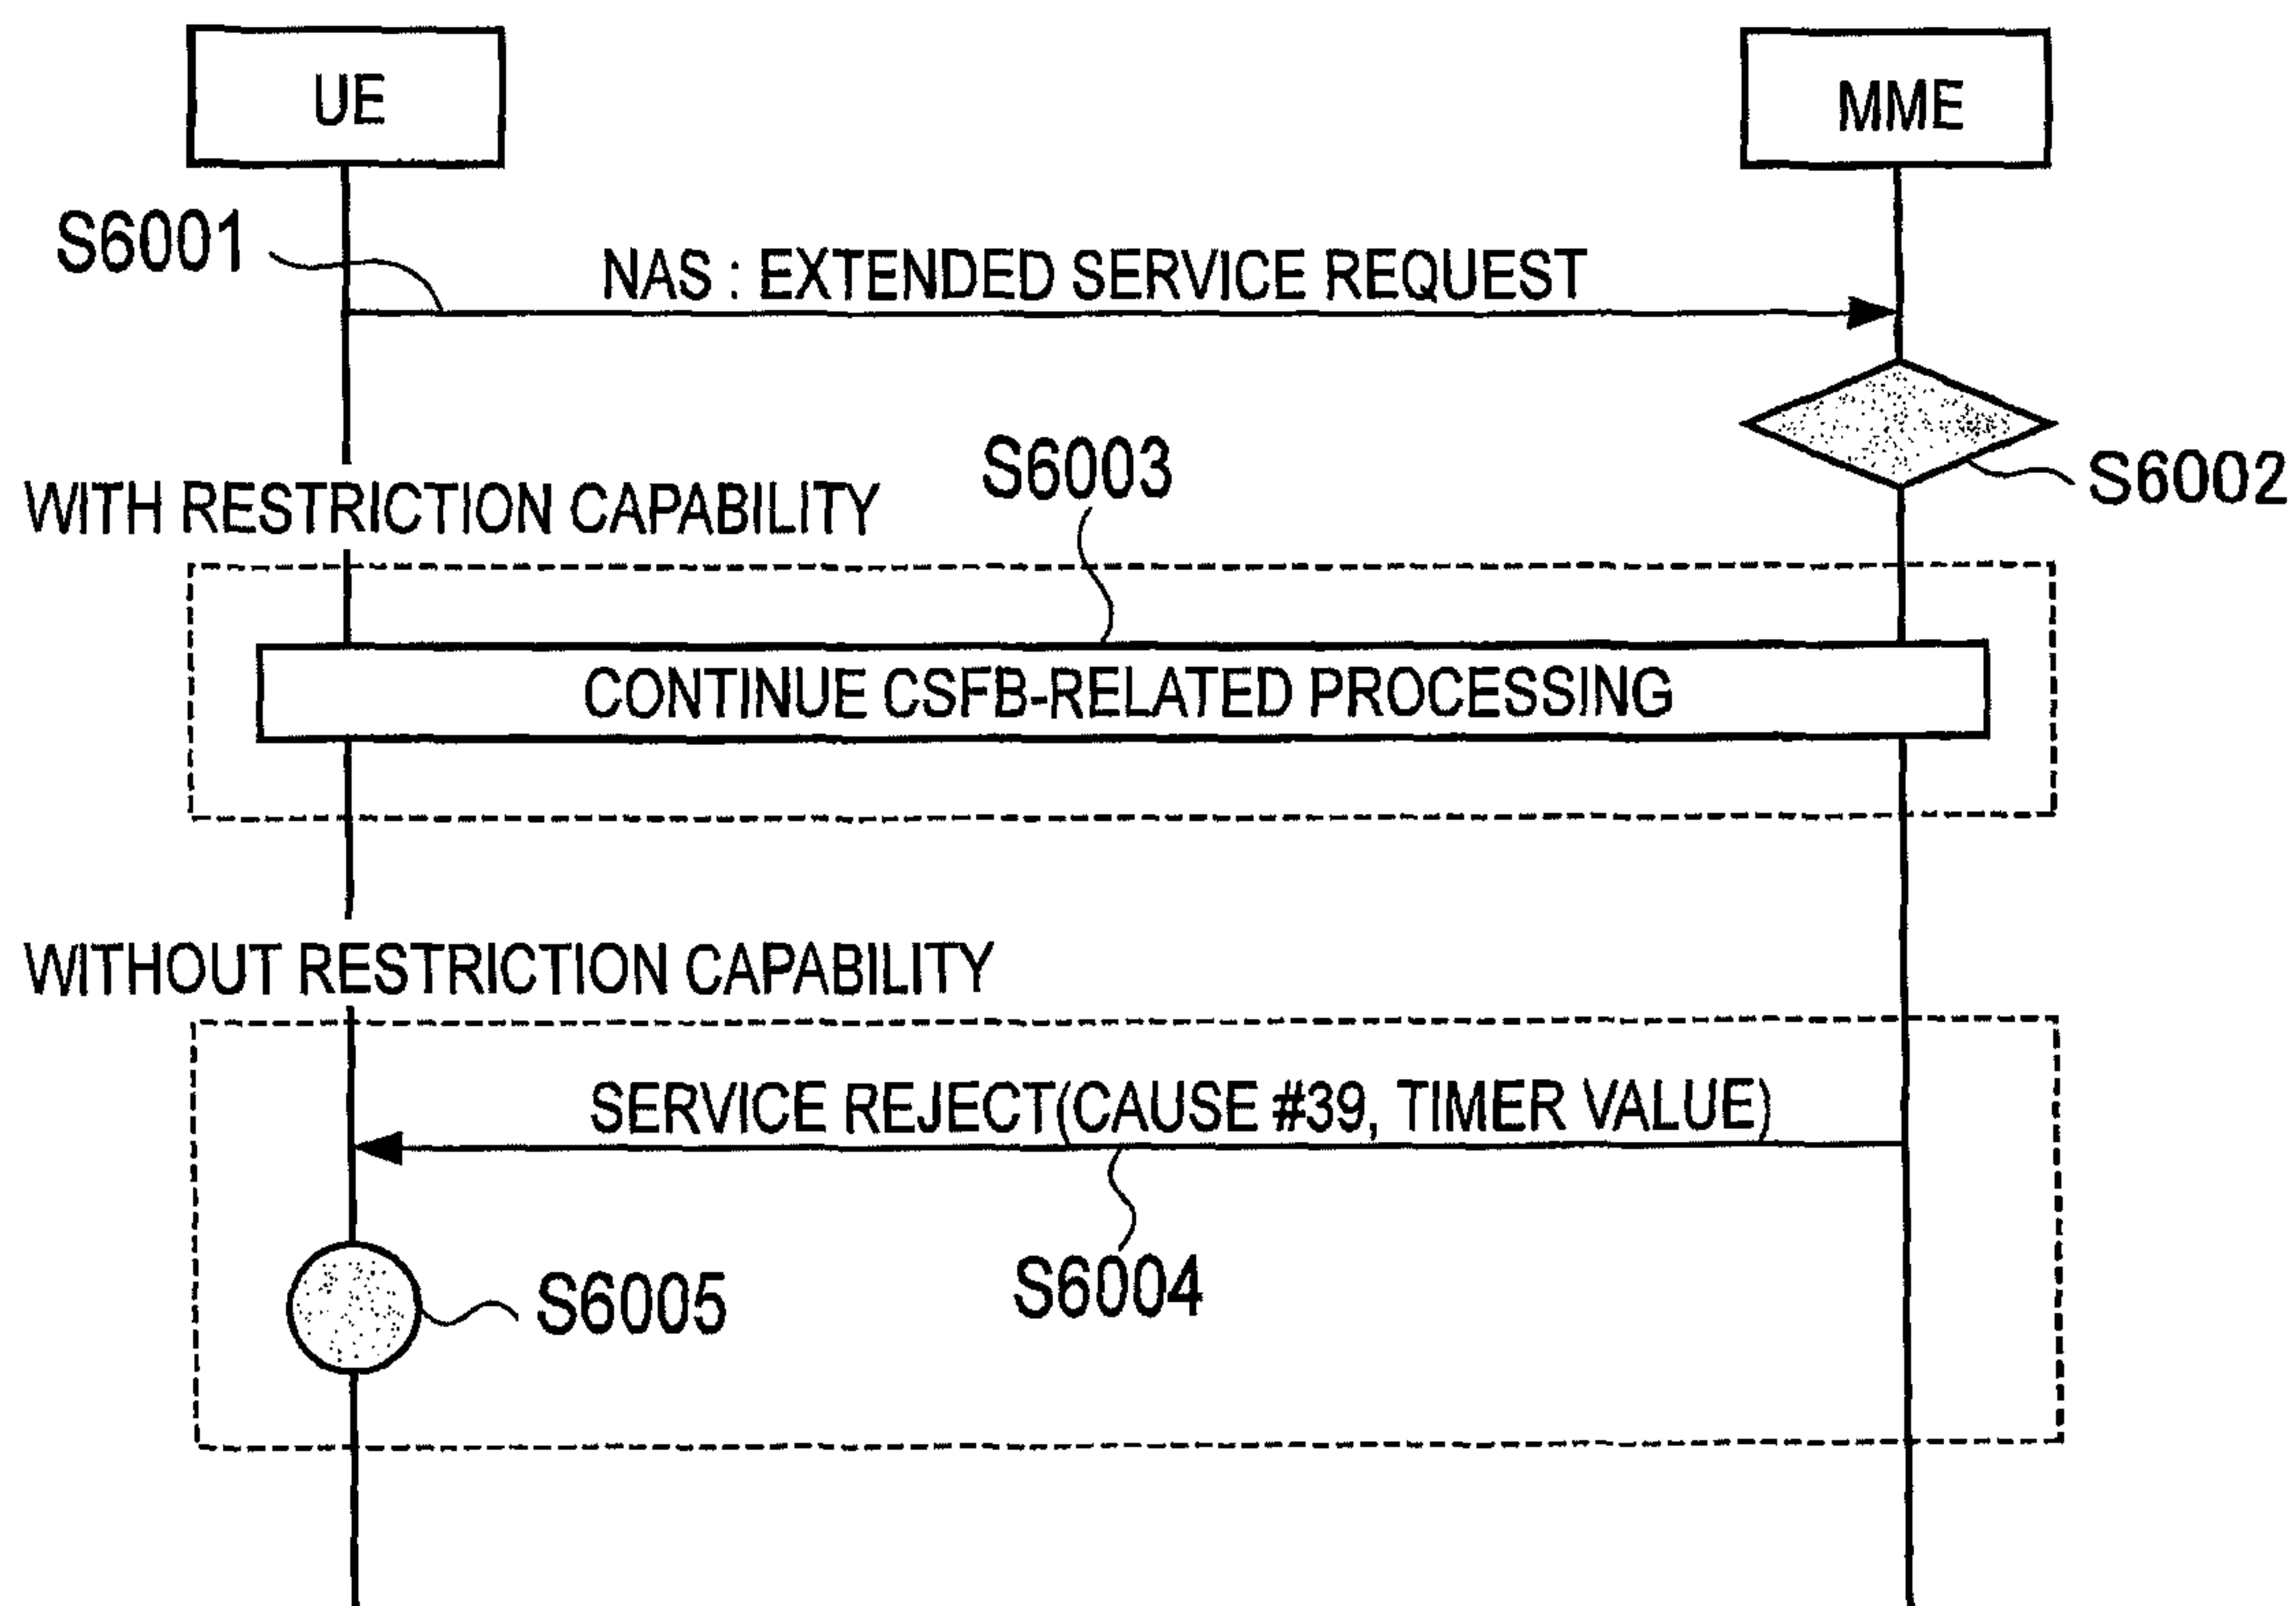 UE
MME
S6001
NAS : EXTENDED SERVICE REQUEST
S6002
S6003
WITH RESTRICTION CAPABILITY
CONTINUE CSFB-RELATED PROCESSING
WITHOUT RESTRICTION CAPABILITY
SERVICE REJECT(CAUSE #39, TIMER VALUE)
S6004
S6005